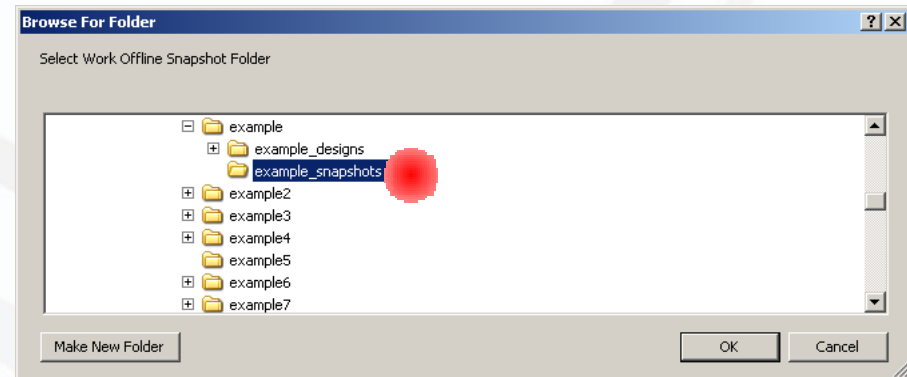 Browse For Folder
Select Work Offline Snapshot Folder
example
example_designs
example_snapshots
example2
example3
example4
example5
example6
example7
Make New Folder OK Cancel